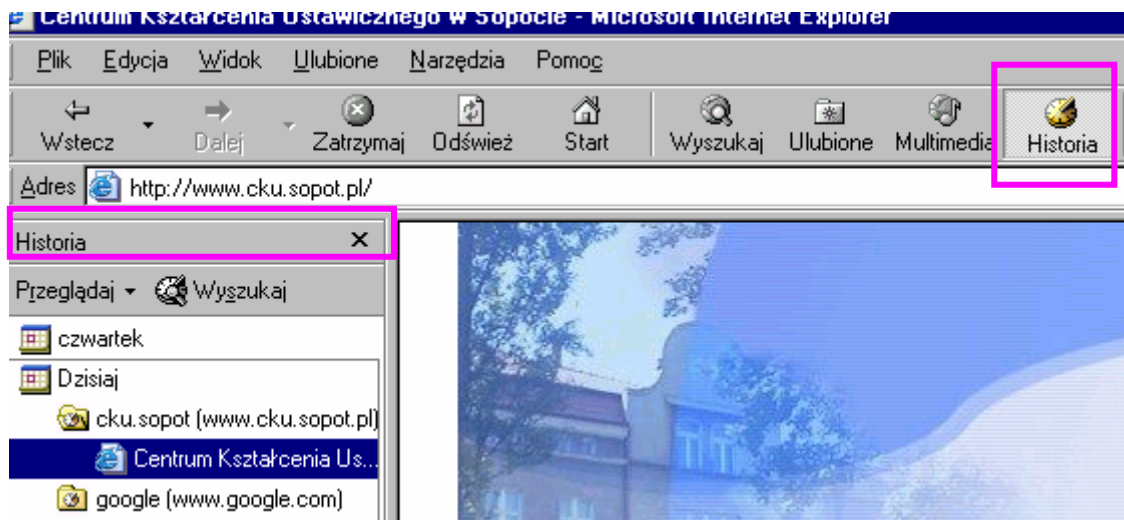 Centrum Kształcenia Ustawicznego w Sopocie - Microsoft Internet Explorer
Plik Edycja Widok Ulubione Narzędzia Pomoc
Wstecz Dalej Zatrzymaj Odśwież Start Wyszukaj Ulubione Multimedia Historia
Adres http://www.cku.sopot.pl/
Historia
Przeglądaj Wyszukaj
czwartek
Dzisiaj
cku.sopot (www.cku.sopot.pl)
Centrum Kształcenia Us...
google (www.google.com)